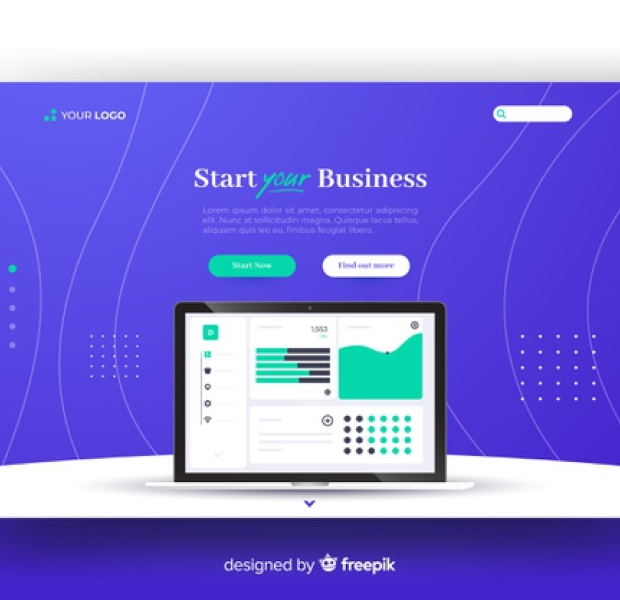 YOUR LOGO
Start your Business
Lorem ipsum dolor sit amet, consectetur adipiscing
elit. Nunc at sollicitudin magna. Quisque lacus tellus,
aliquam quis leo eu, finibus feugiat libero.
Start Now
Find out more
D
1,553
designed by freepik